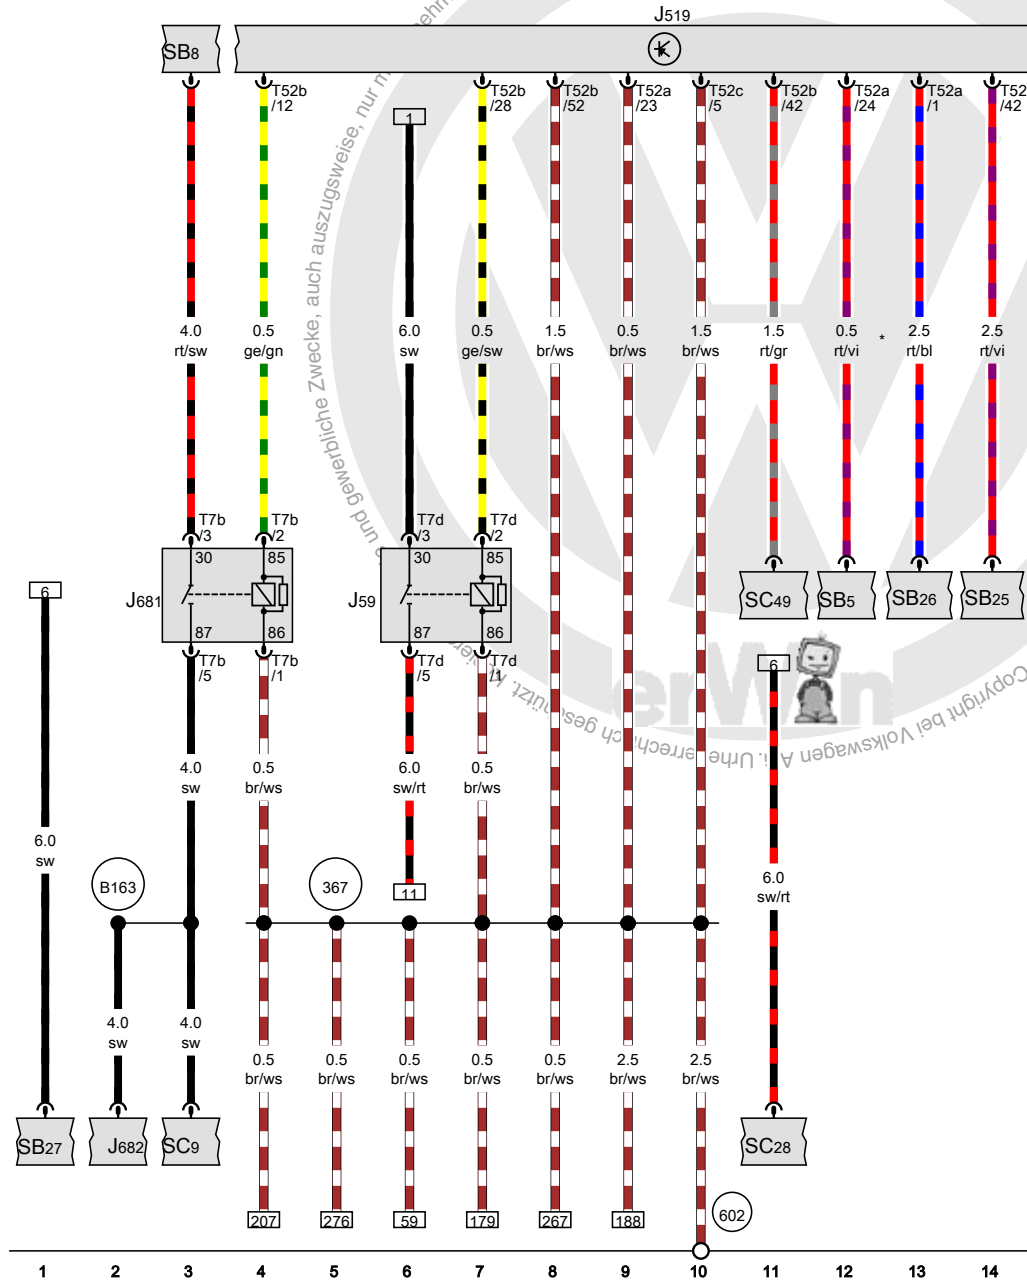 J519
SB8
T52b
/12
T52b
/28
T52b
/52
T52a
/23
T52c
/5
T52b
/42
T52a
/24
T52a
/1
T52
/42
1
4.0
rt/sw
0.5
ge/gn
6.0
sw
0.5
ge/sw
1.5
br/ws
0.5
br/ws
1.5
br/ws
1.5
rt/gr
0.5
rt/vi
*
2.5
rt/bl
2.5
rt/vi
T7b
/3
T7b
/2
T7d
/3
T7d
/2
6
J681
30
85
87
86
J59
30
85
87
86
SC49
SB5
SB26
SB25
T7b
/5
T7b
/1
T7d
/5
T7d
/1
6
4.0
sw
0.5
br/ws
6.0
sw/rt
0.5
br/ws
6.0
sw
B163
367
11
6.0
sw/rt
4.0
sw
4.0
sw
0.5
br/ws
0.5
br/ws
0.5
br/ws
0.5
br/ws
0.5
br/ws
2.5
br/ws
2.5
br/ws
SB27
J682
SC9
SC28
207
276
59
179
267
188
602
1 2 3 4 5 6 7 8 9 10 11 12 13 14
und gewerbliche Zwecke, auch auszugsweise, nur m
Copyright bei Volkswagen A